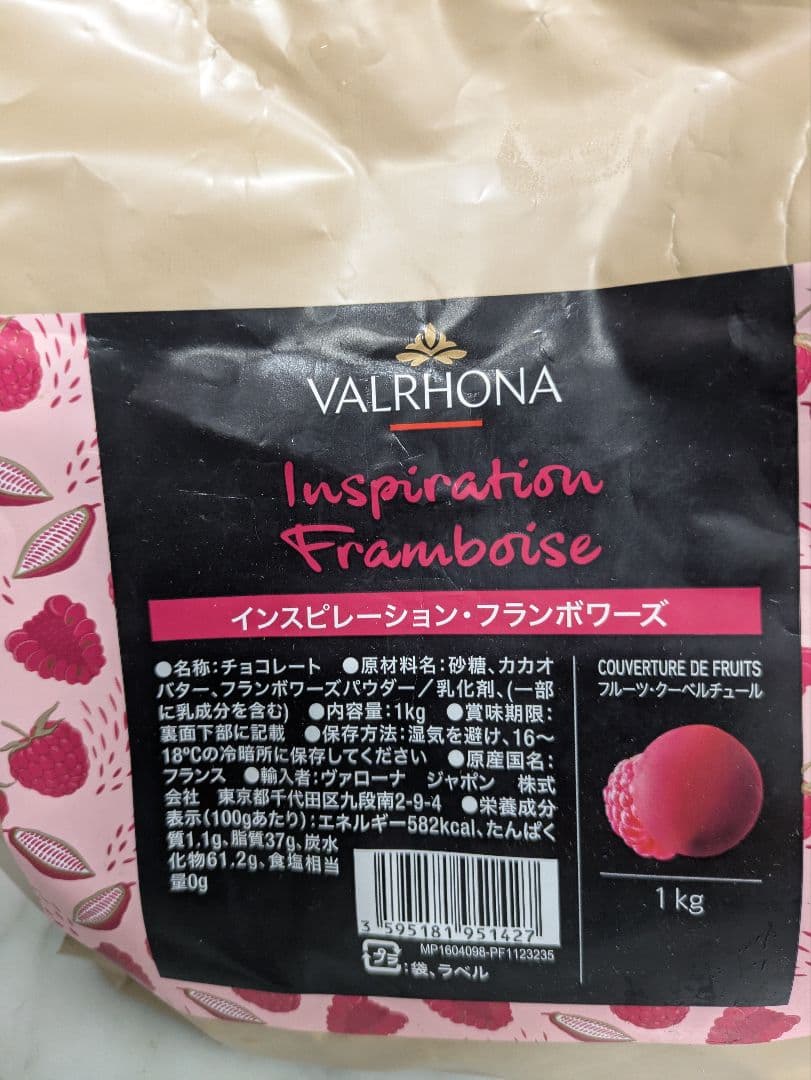 VALRHONA
Inspiration
Framboise
インスピレーション・フランボワーズ
●名称：チョコレート ●原材料名：砂糖、カカオ
バター、フランボワーズパウダー／乳化剤、(一部
に乳成分を含む) ●内容量：1kg ●賞味期限：
裏面下部に記載 ●保存方法：湿気を避け、16～
18℃の冷暗所に保存してください ●原産国名：
フランス ●輸入者：ヴァローナ ジャポン 株式
会社 東京都千代田区九段南2-9-4 ●栄養成分
表示(100gあたり)：エネルギー582kcal、たんぱく
質1.1g、脂質37g、炭水
化物61.2g、食塩相当
量0g
3 595181 951427
MP1604098-PF1123235
プラ：袋、ラベル
COUVERTURE DE FRUITS
フルーツ・クーベルチュール
1 kg